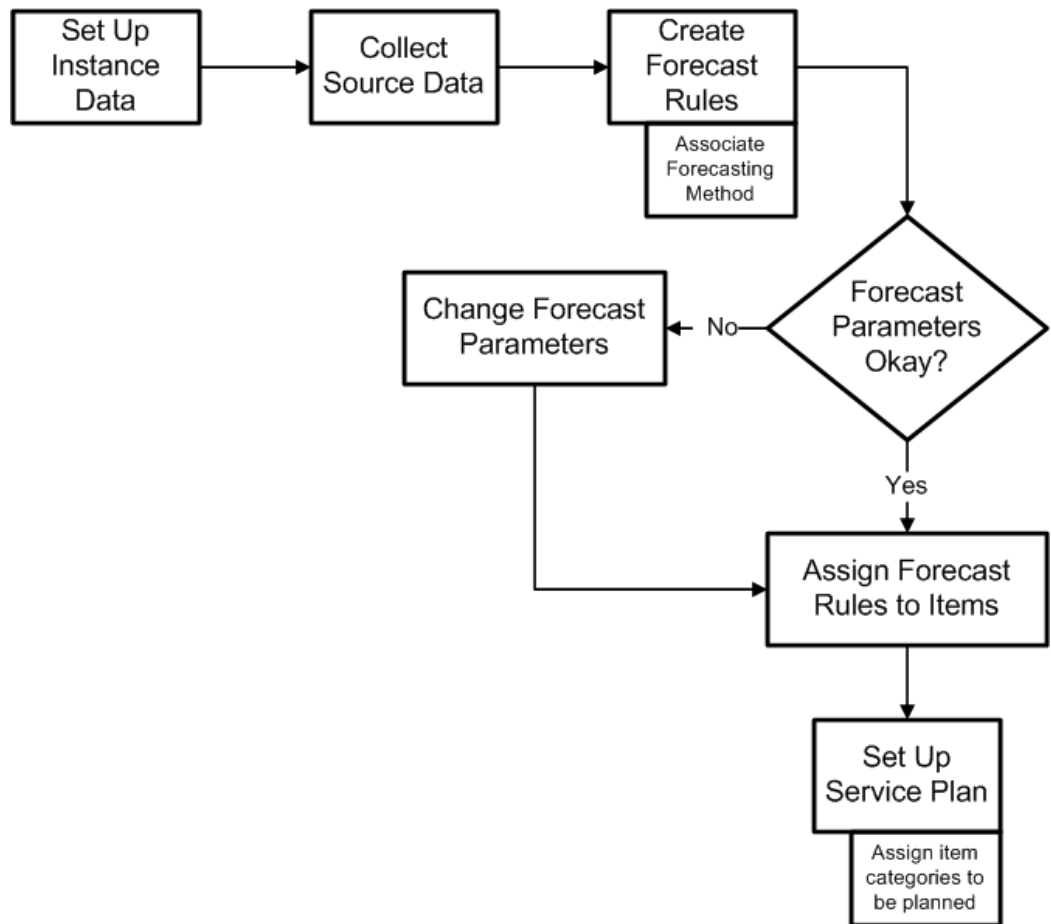 Set Up
Instance
Data
Collect
Source Data
Create
Forecast
Rules
Associate
Forecasting
Method
Forecast
Parameters
Okay?
No
Change Forecast
Parameters
Yes
Assign Forecast
Rules to Items
Set Up
Service Plan
Assign item
categories to
be planned